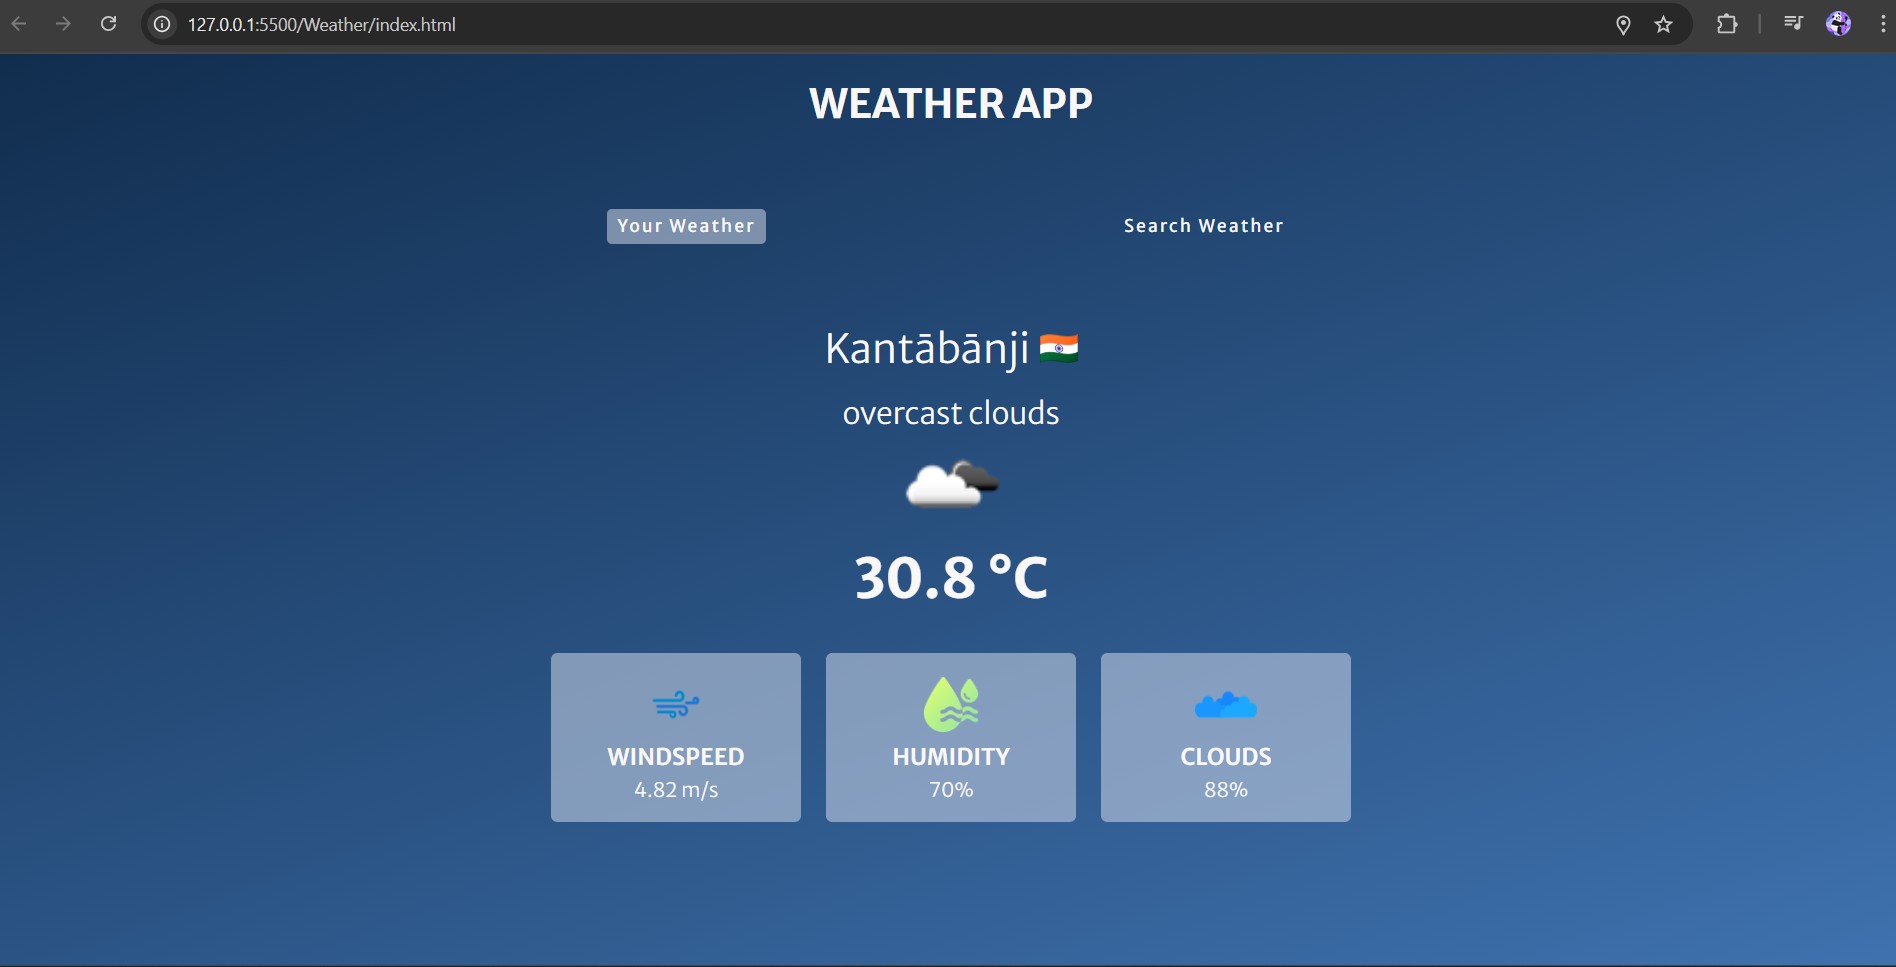 127.0.0.1:5500/Weather/index.html
WEATHER APP
Your Weather Search Weather
Kantābānji
overcast clouds
30.8 °C
WINDSPEED HUMIDITY CLOUDS
4.82 m/s 70% 88%